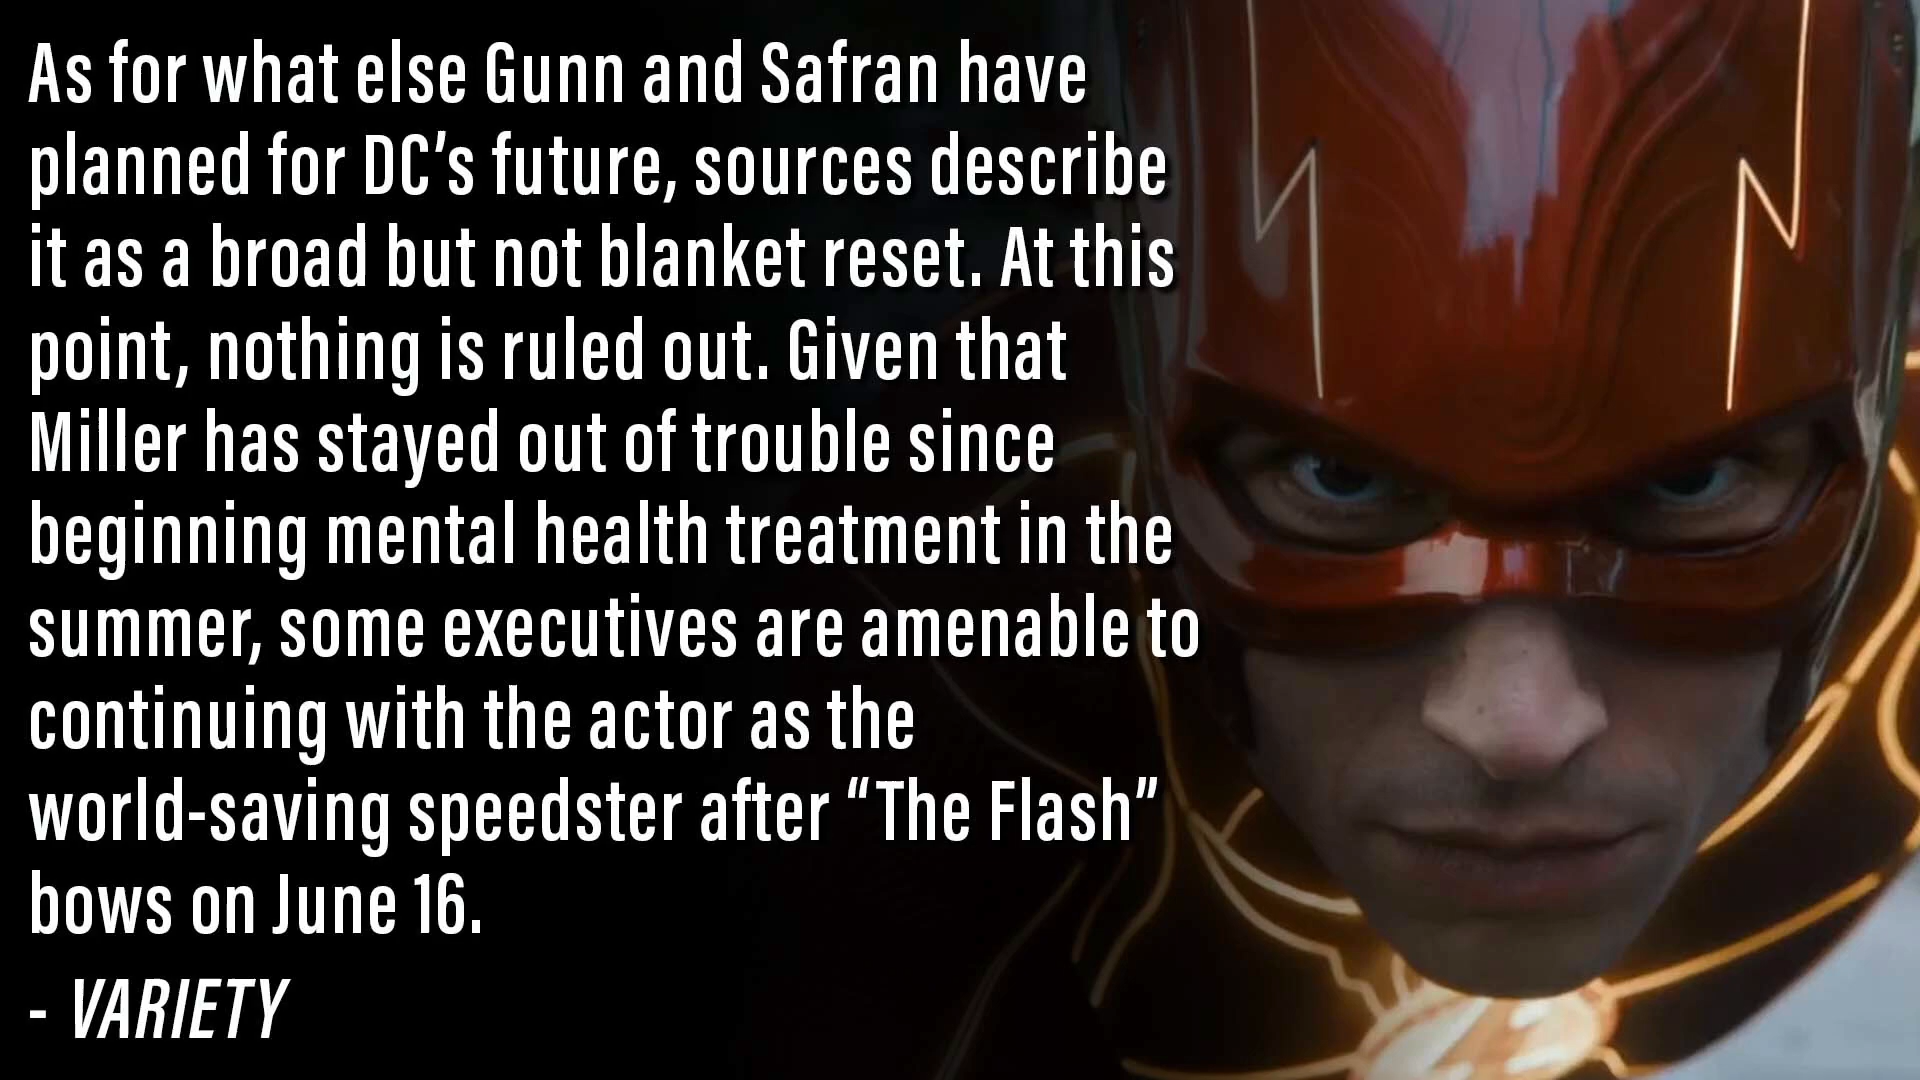 As for what else Gunn and Safran have
planned for DC’s future, sources describe
it as a broad but not blanket reset. At this
point, nothing is ruled out. Given that
Miller has stayed out of trouble since
beginning mental health treatment in the
summer, some executives are amenable to
continuing with the actor as the
world-saving speedster after “The Flash”
bows on June 16.
- VARIETY